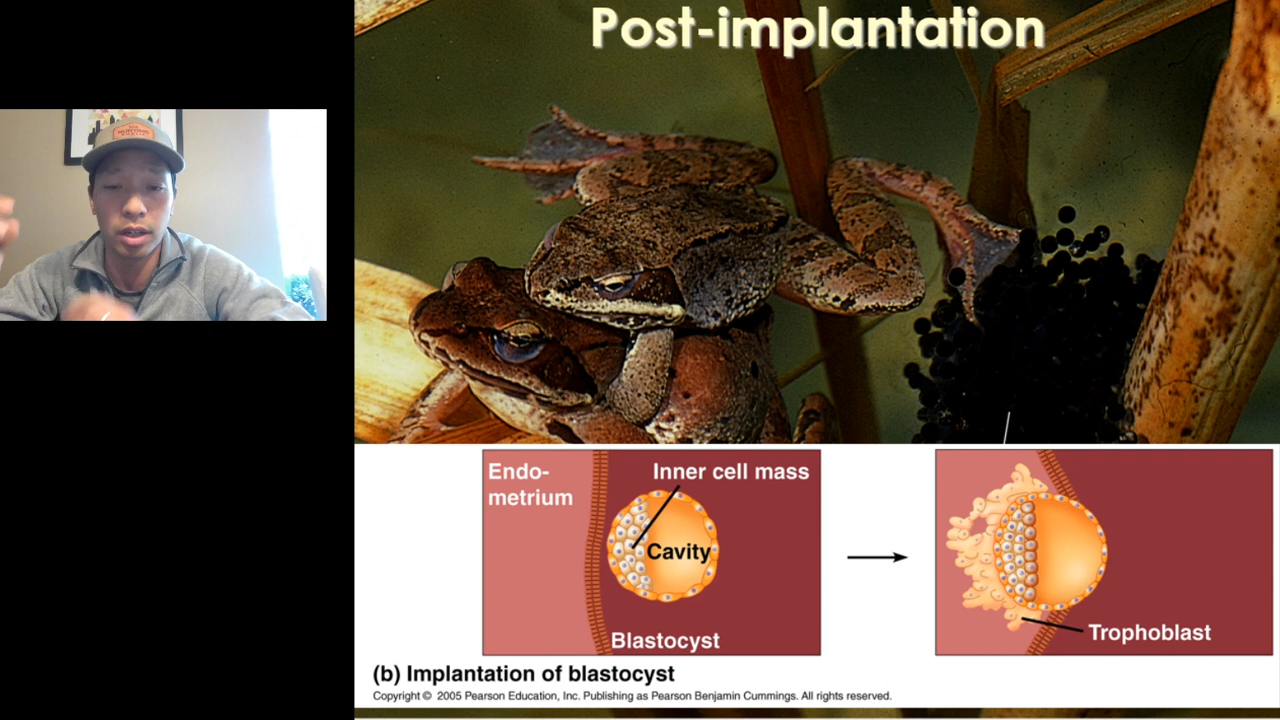 Post-implantation
Endo-
metrium
Inner cell mass
Cavity
Blastocyst
Trophoblast
(b) Implantation of blastocyst
Copyright © 2005 Pearson Education, Inc. Publishing as Pearson Benjamin Cummings. All rights reserved.